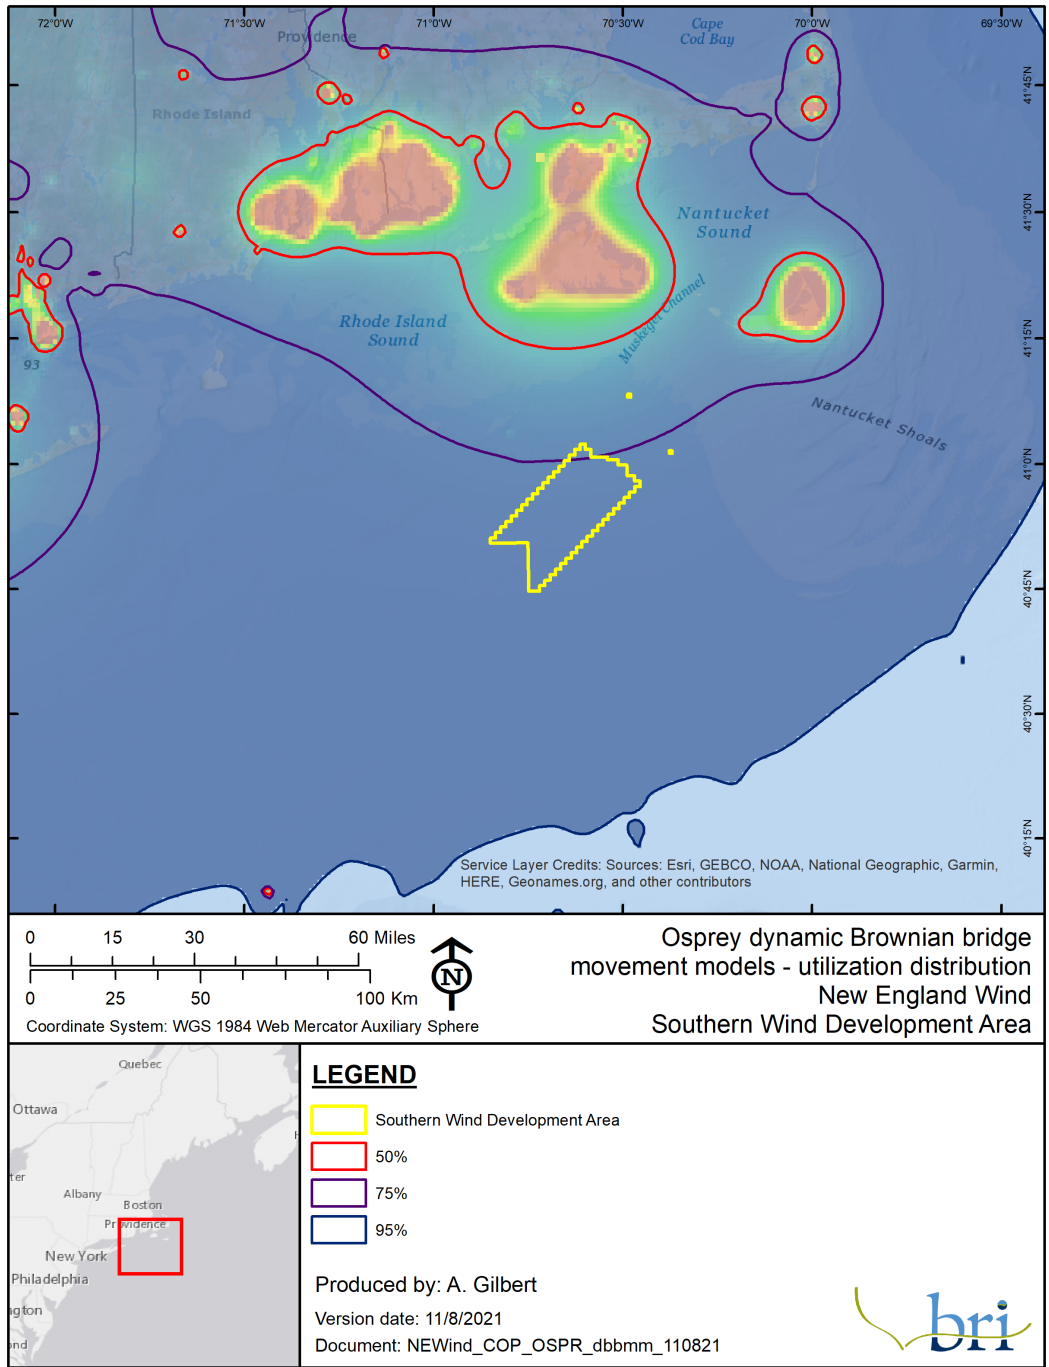 72°0'W
71°30'W
71°0'W
70°30'W
70°0'W
69°30'W
Cape
Cod Bay
Providence
41°45'N
Rhode Island
41°30'N
Nantucket
Sound
Rhode Island
Sound
Muskeget Channel
41°15'N
93
Nantucket Shoals
41°0'N
40°45'N
40°30'N
40°15'N
Service Layer Credits: Sources: Esri, GEBCO, NOAA, National Geographic, Garmin,
HERE, Geonames.org, and other contributors
0 15 30 60 Miles
0 25 50 100 Km
N
Coordinate System: WGS 1984 Web Mercator Auxiliary Sphere
Osprey dynamic Brownian bridge
movement models - utilization distribution
New England Wind
Southern Wind Development Area
Quebec
Ottawa
H
ter
Albany
Boston
Providence
New York
Philadelphia
ngton
ond
LEGEND
Southern Wind Development Area
50%
75%
95%
Produced by: A. Gilbert
Version date: 11/8/2021
Document: NEWind_COP_OSPR_dbbmm_110821
bri